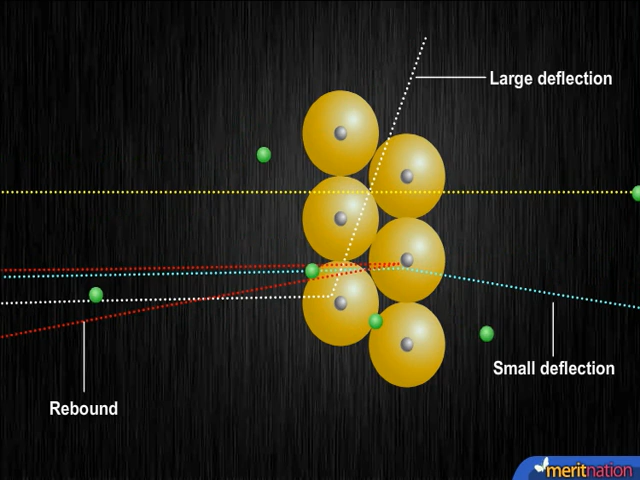 Large deflection
Small deflection
Rebound
meritnation